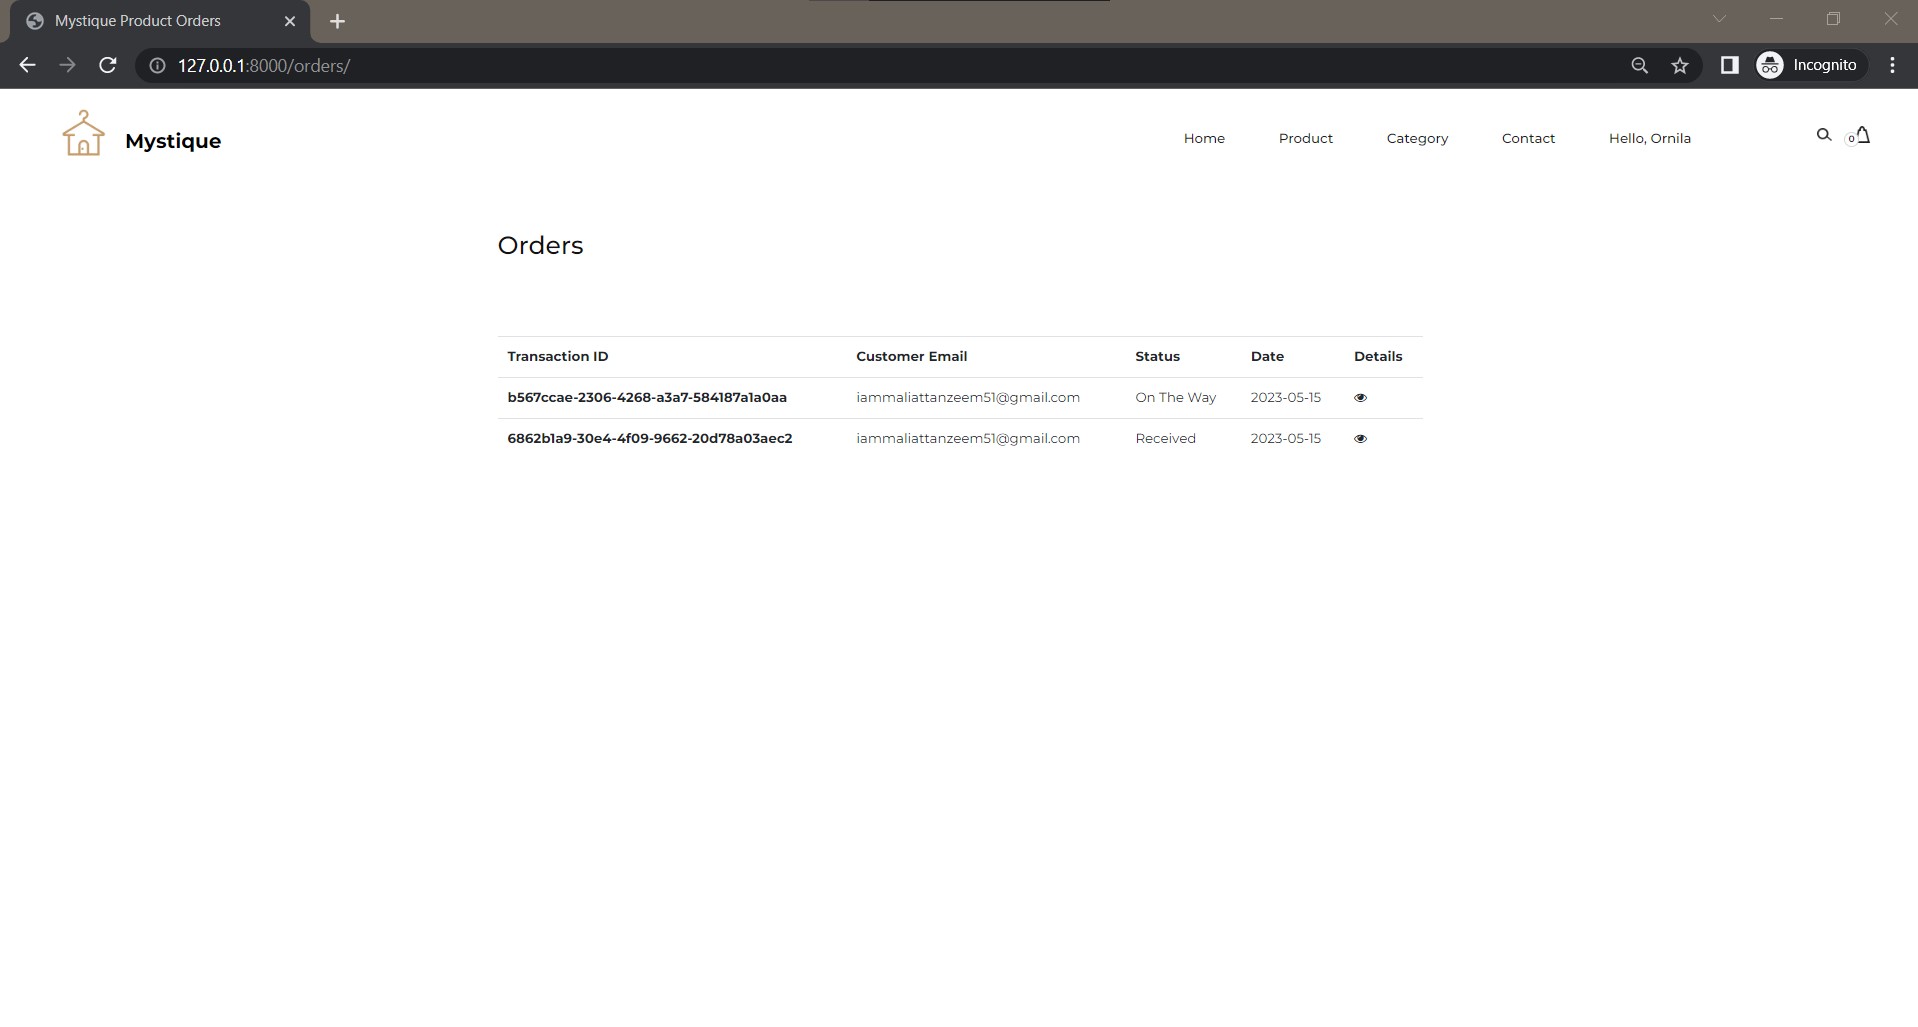 Mystique Product Orders
127.0.0.1:8000/orders/
Incognito
Mystique
Home Product Category Contact Hello, Ornila
0
Orders
Transaction ID Customer Email Status Date Details
b567ccae-2306-4268-a3a7-584187a1a0aa iammaliattanzeem51@gmail.com On The Way 2023-05-15
6862b1a9-30e4-4f09-9662-20d78a03aec2 iammaliattanzeem51@gmail.com Received 2023-05-15